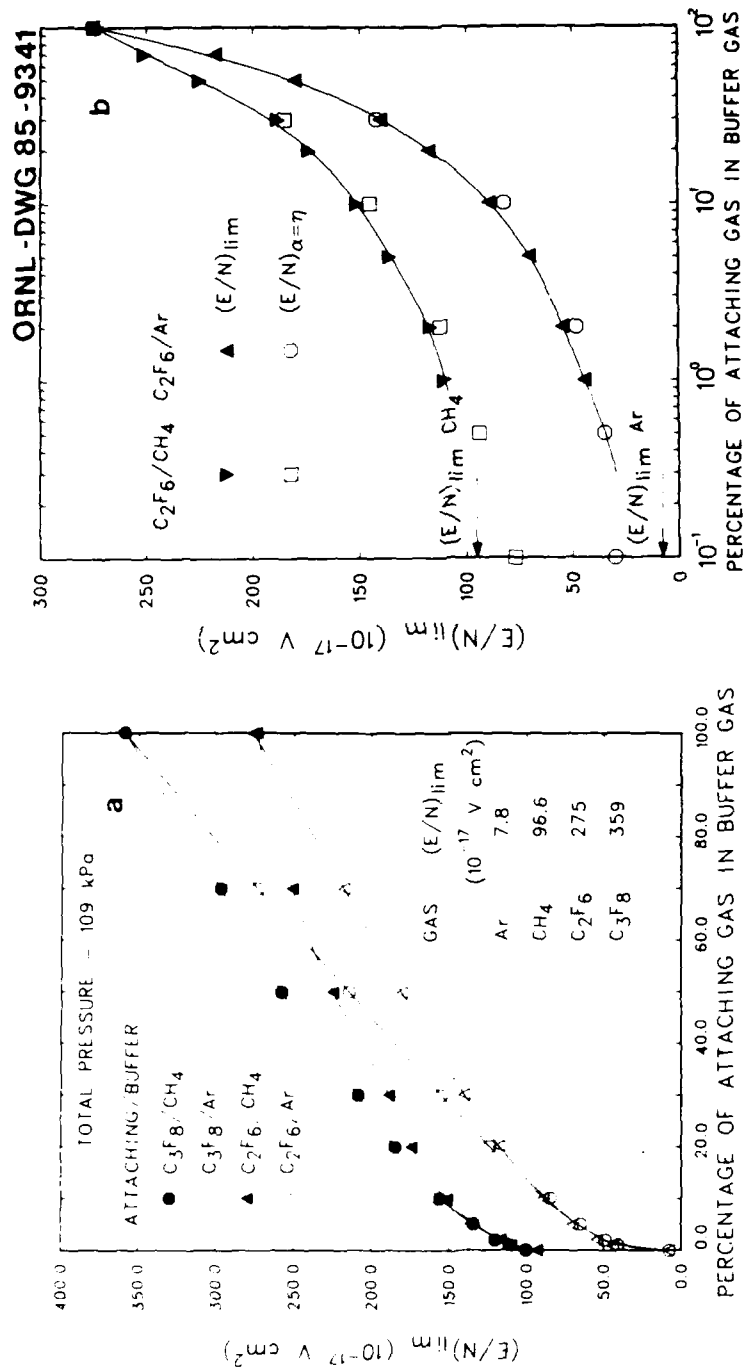 ORNL-DWG 85-9341
a
TOTAL PRESSURE - 109 kPa
ATTACHING/BUFFER
C₃F₈/CH₄
C₃F₈/Ar
C₂F₆/CH₄
C₂F₆/Ar
GAS (E/N)lim
(10⁻¹⁷ V cm²)
Ar 7.8
CH₄ 96.6
C₂F₆ 275
C₃F₈ 359
400.0
350.0
300.0
250.0
200.0
150.0
100.0
50.0
0.0
(E/N)lim (10⁻¹⁷ V cm²)
0.0 20.0 40.0 60.0 80.0 100.0
PERCENTAGE OF ATTACHING GAS IN BUFFER GAS
b
C₂F₆/CH₄ C₂F₆/Ar
(E/N)lim
(E/N)α=η
(E/N)lim CH₄
(E/N)lim Ar
300
250
200
150
100
50
0
(E/N)lim (10⁻¹⁷ V cm²)
10⁻¹ 10⁰ 10¹ 10²
PERCENTAGE OF ATTACHING GAS IN BUFFER GAS